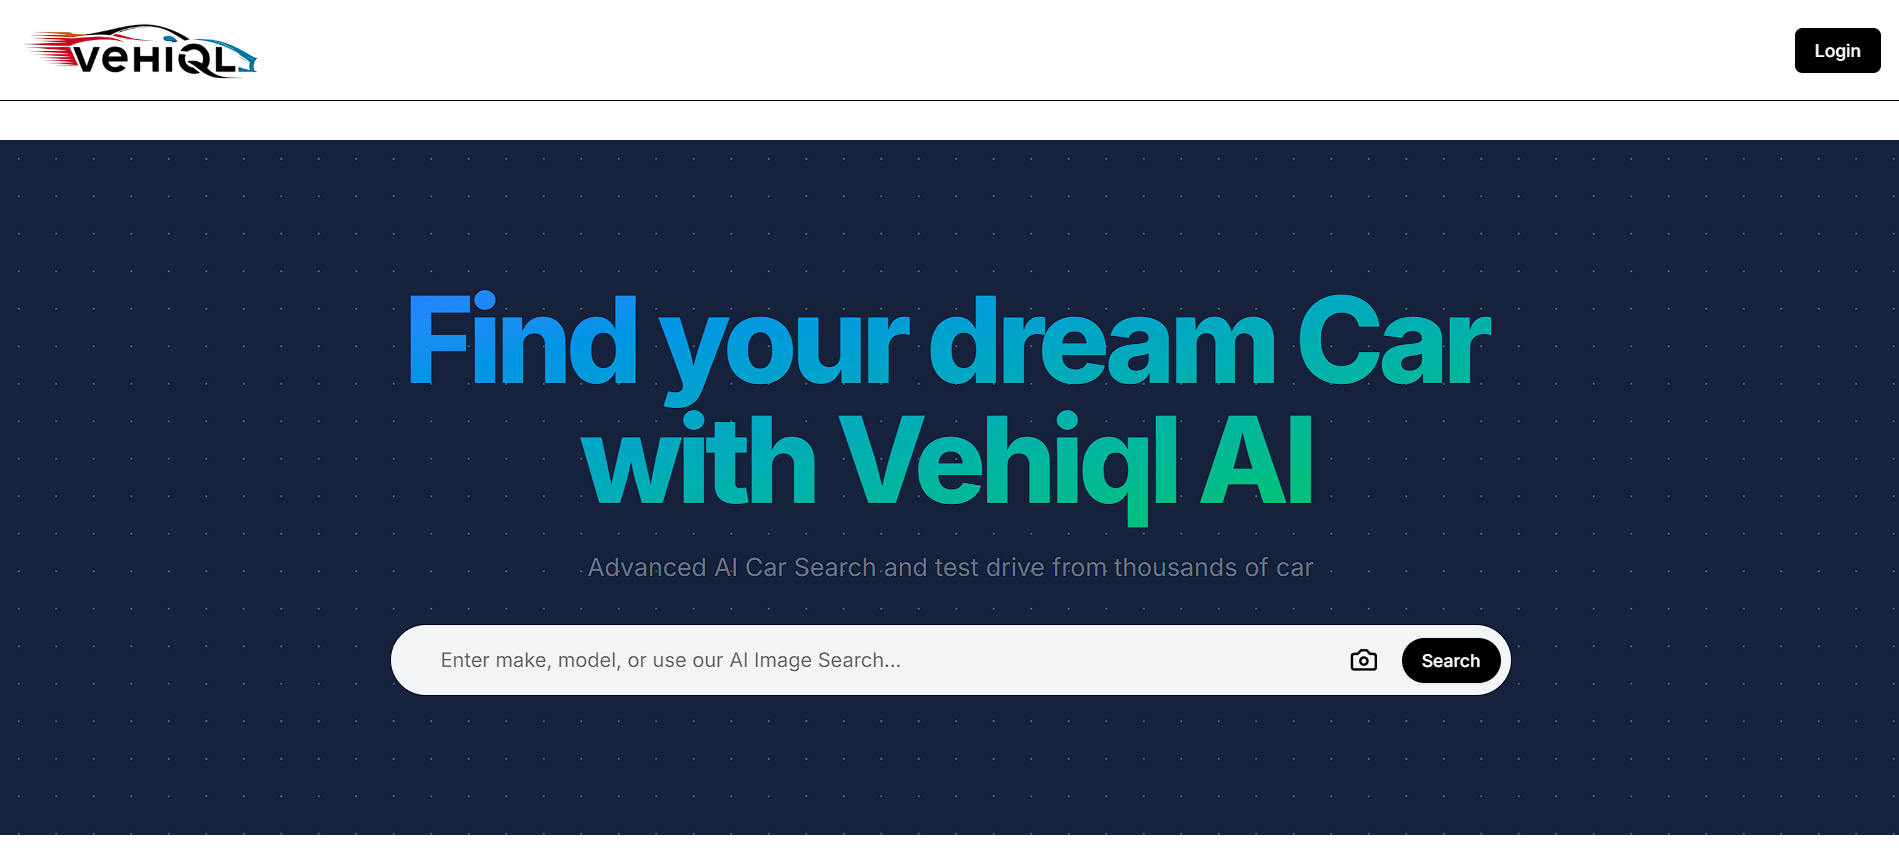 VeHiQL
Login
Find your dream Car
with Vehiql AI
Advanced AI Car Search and test drive from thousands of car
Enter make, model, or use our AI Image Search...
Search